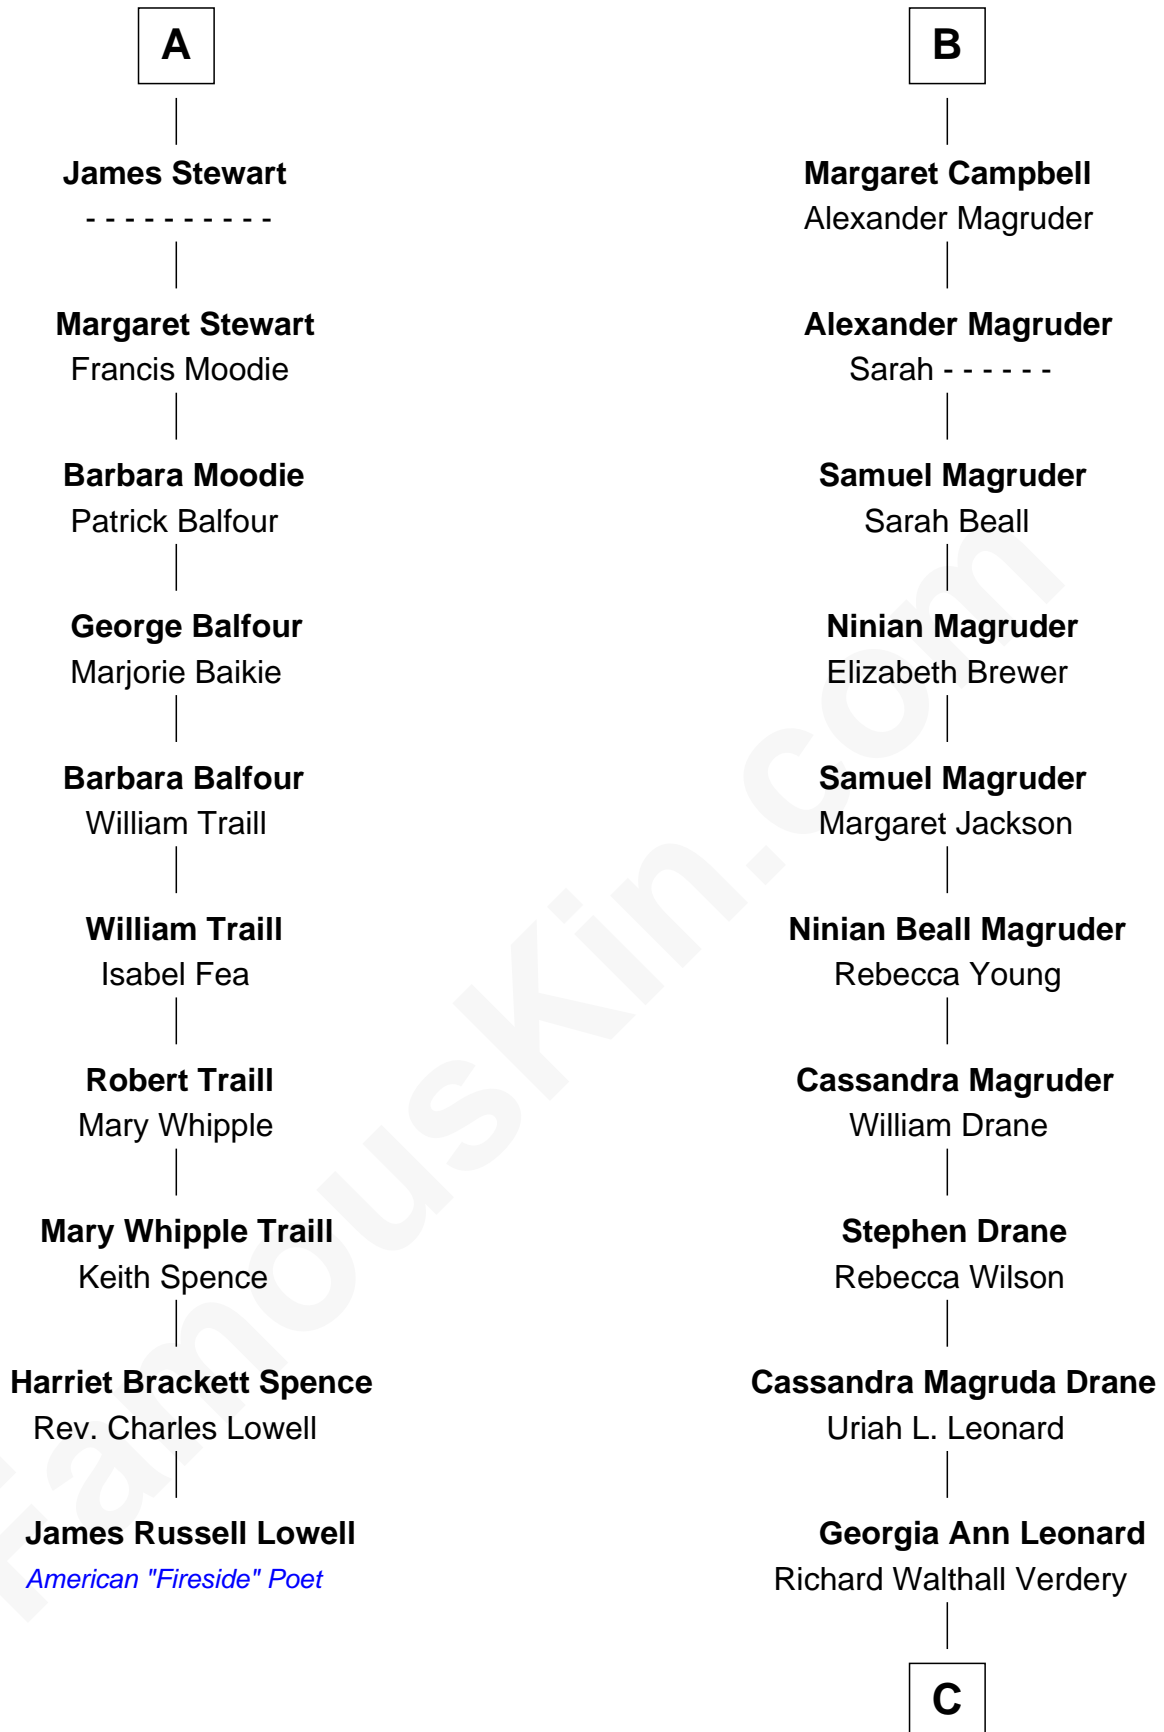 A
James Stewart
- - - - - - - - - -
Margaret Stewart
Francis Moodie
Barbara Moodie
Patrick Balfour
George Balfour
Marjorie Baikie
Barbara Balfour
William Traill
William Traill
Isabel Fea
Robert Traill
Mary Whipple
Mary Whipple Traill
Keith Spence
Harriet Brackett Spence
Rev. Charles Lowell
James Russell Lowell
American "Fireside" Poet
B
Margaret Campbell
Alexander Magruder
Alexander Magruder
Sarah - - - - - -
Samuel Magruder
Sarah Beall
Ninian Magruder
Elizabeth Brewer
Samuel Magruder
Margaret Jackson
Ninian Beall Magruder
Rebecca Young
Cassandra Magruder
William Drane
Stephen Drane
Rebecca Wilson
Cassandra Magruda Drane
Uriah L. Leonard
Georgia Ann Leonard
Richard Walthall Verdery
C
FamousKin.com